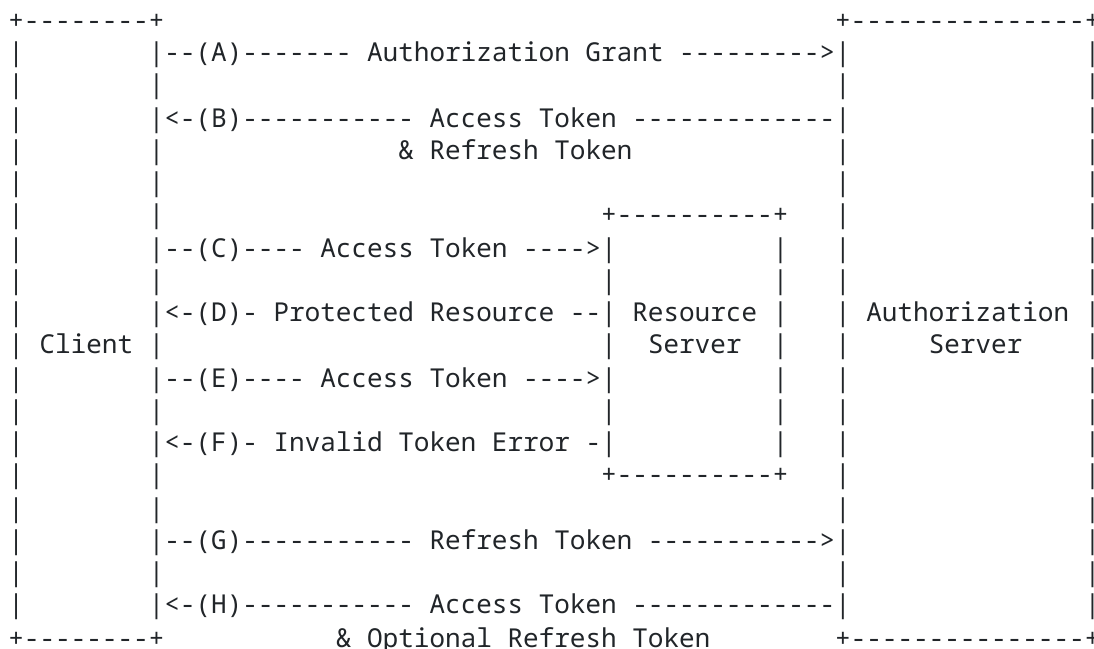 +--------+                                           +---------------+
|        |--(A)------- Authorization Grant --------->|               |
|        |                                           |               |
|        |<-(B)----------- Access Token -------------|               |
|        |               & Refresh Token             |               |
|        |                                           |               |
|        |                            +----------+   |               |
|        |--(C)---- Access Token ---->|          |   |               |
|        |                            |          |   |               |
|        |<-(D)- Protected Resource --| Resource |   | Authorization |
| Client |                            |  Server  |   |     Server    |
|        |--(E)---- Access Token ---->|          |   |               |
|        |                            |          |   |               |
|        |<-(F)- Invalid Token Error -|          |   |               |
|        |                            +----------+   |               |
|        |                                           |               |
|        |--(G)----------- Refresh Token ----------->|               |
|        |                                           |               |
|        |<-(H)----------- Access Token -------------|               |
+--------+           & Optional Refresh Token        +---------------+